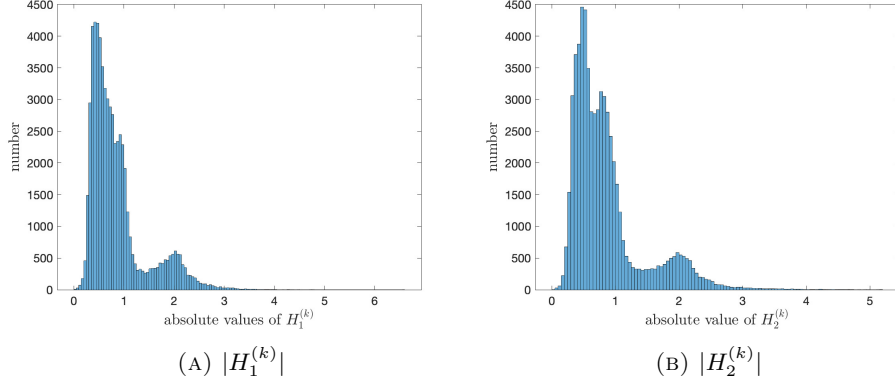 4500
4000
3500
3000
2500
2000
1500
1000
500
0
number
0 1 2 3 4 5 6
absolute values of $H_1^{(k)}$
(A) $|H_1^{(k)}|$
4500
4000
3500
3000
2500
2000
1500
1000
500
0
number
0 1 2 3 4 5
absolute value of $H_2^{(k)}$
(B) $|H_2^{(k)}|$